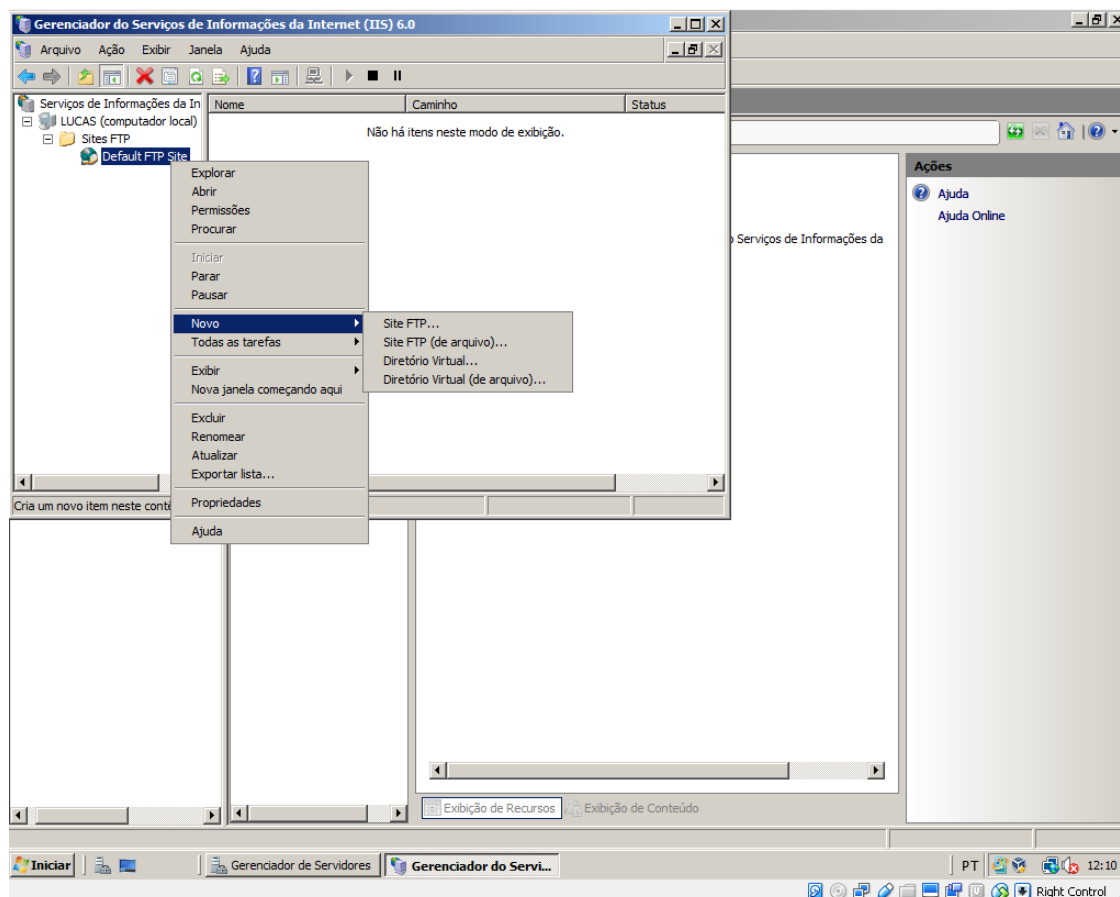 Gerenciador do Serviços de Informações da Internet (IIS) 6.0
Arquivo Ação Exibir Janela Ajuda
Serviços de Informações da In
LUCAS (computador local)
Sites FTP
Default FTP Site
Nome Caminho Status
Não há itens neste modo de exibição.
Explorar
Abrir
Permissões
Procurar
Iniciar
Parar
Pausar
Novo
Todas as tarefas
Exibir
Nova janela começando aqui
Excluir
Renomear
Atualizar
Exportar lista...
Propriedades
Ajuda
Site FTP...
Site FTP (de arquivo)...
Diretório Virtual...
Diretório Virtual (de arquivo)...
Cria um novo item neste contê
Serviços de Informações da
Ações
Ajuda
Ajuda Online
Exibição de Recursos Exibição de Conteúdo
Iniciar Gerenciador de Servidores Gerenciador do Servi... PT 12:10
Right Control